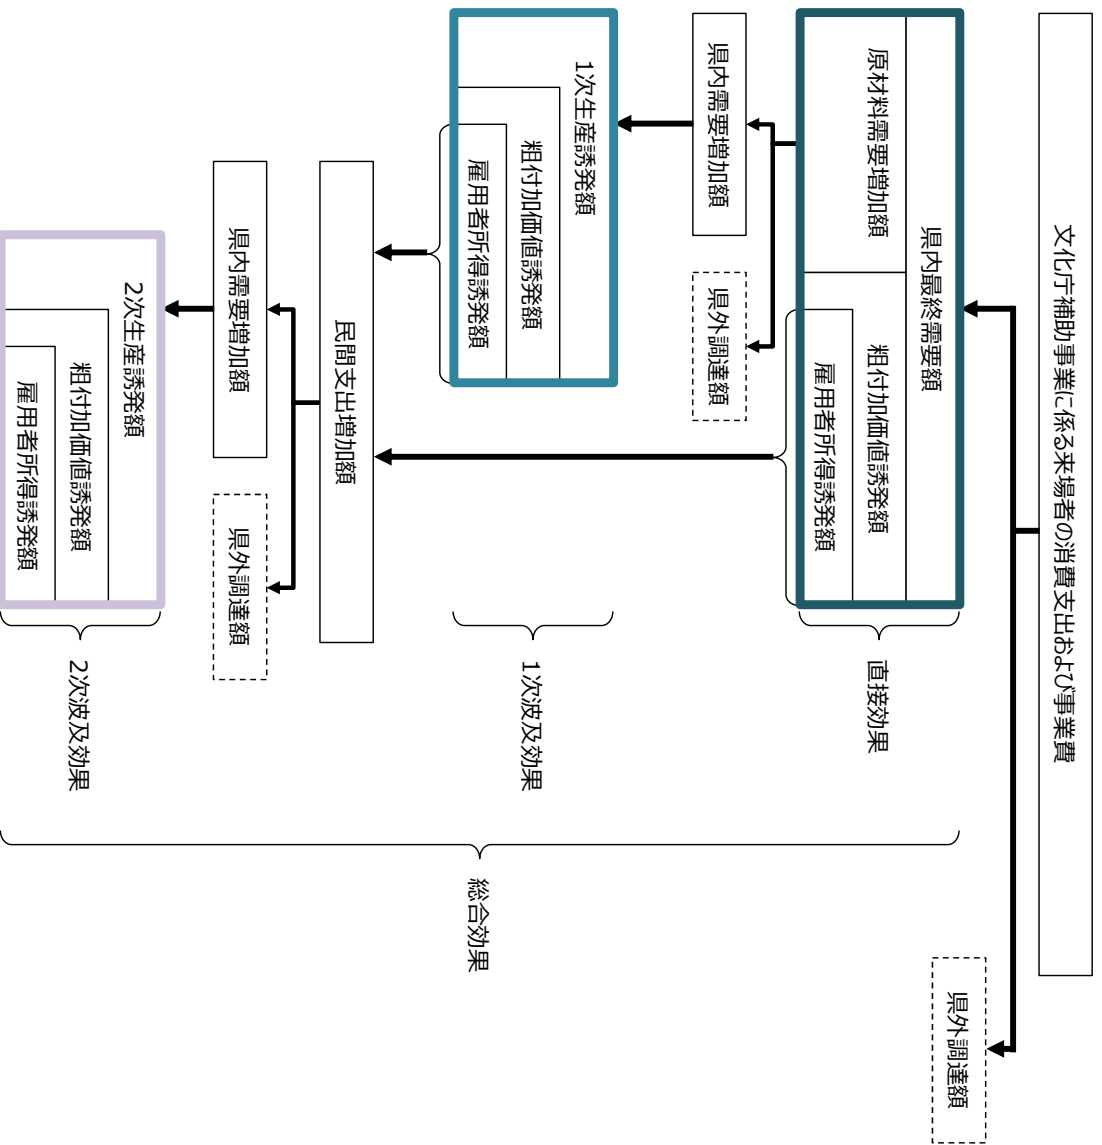 文化庁補助事業に係る来場者の消費支出および事業費
県外調達額
県内最終需要額
原材料需要増加額
粗付加価値誘発額
雇用者所得誘発額
直接効果
県内需要増加額
県外調達額
1次生産誘発額
粗付加価値誘発額
雇用者所得誘発額
1次波及効果
民間支出増加額
県内需要増加額
県外調達額
2次生産誘発額
粗付加価値誘発額
雇用者所得誘発額
2次波及効果
総合効果